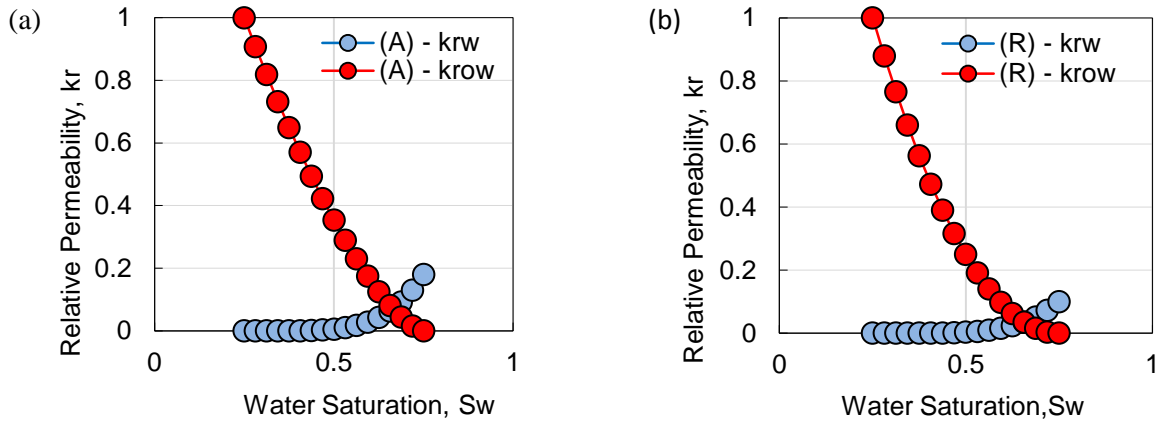 (a)
Relative Permeability, kr
1
0.8
0.6
0.4
0.2
0
(A) - krw
(A) - krow
0
0.5
1
Water Saturation, Sw
(b)
Relative Permeability, kr
1
0.8
0.6
0.4
0.2
0
(R) - krw
(R) - krow
0
0.5
1
Water Saturation,Sw